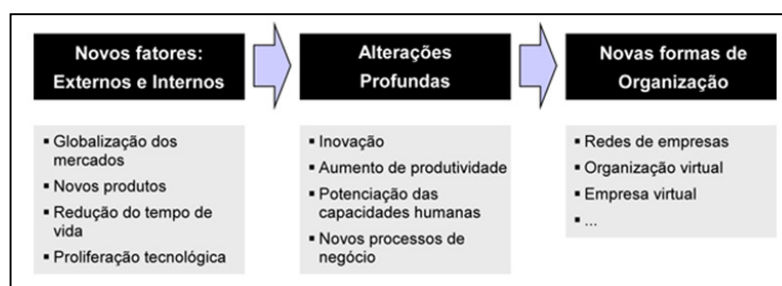 Novos fatores:
Externos e Internos
▪ Globalização dos
mercados
▪ Novos produtos
▪ Redução do tempo de
vida
▪ Proliferação tecnológica
Alterações
Profundas
▪ Inovação
▪ Aumento de produtividade
▪ Potenciação das
capacidades humanas
▪ Novos processos de
negócio
Novas formas de
Organização
▪ Redes de empresas
▪ Organização virtual
▪ Empresa virtual
▪ ...